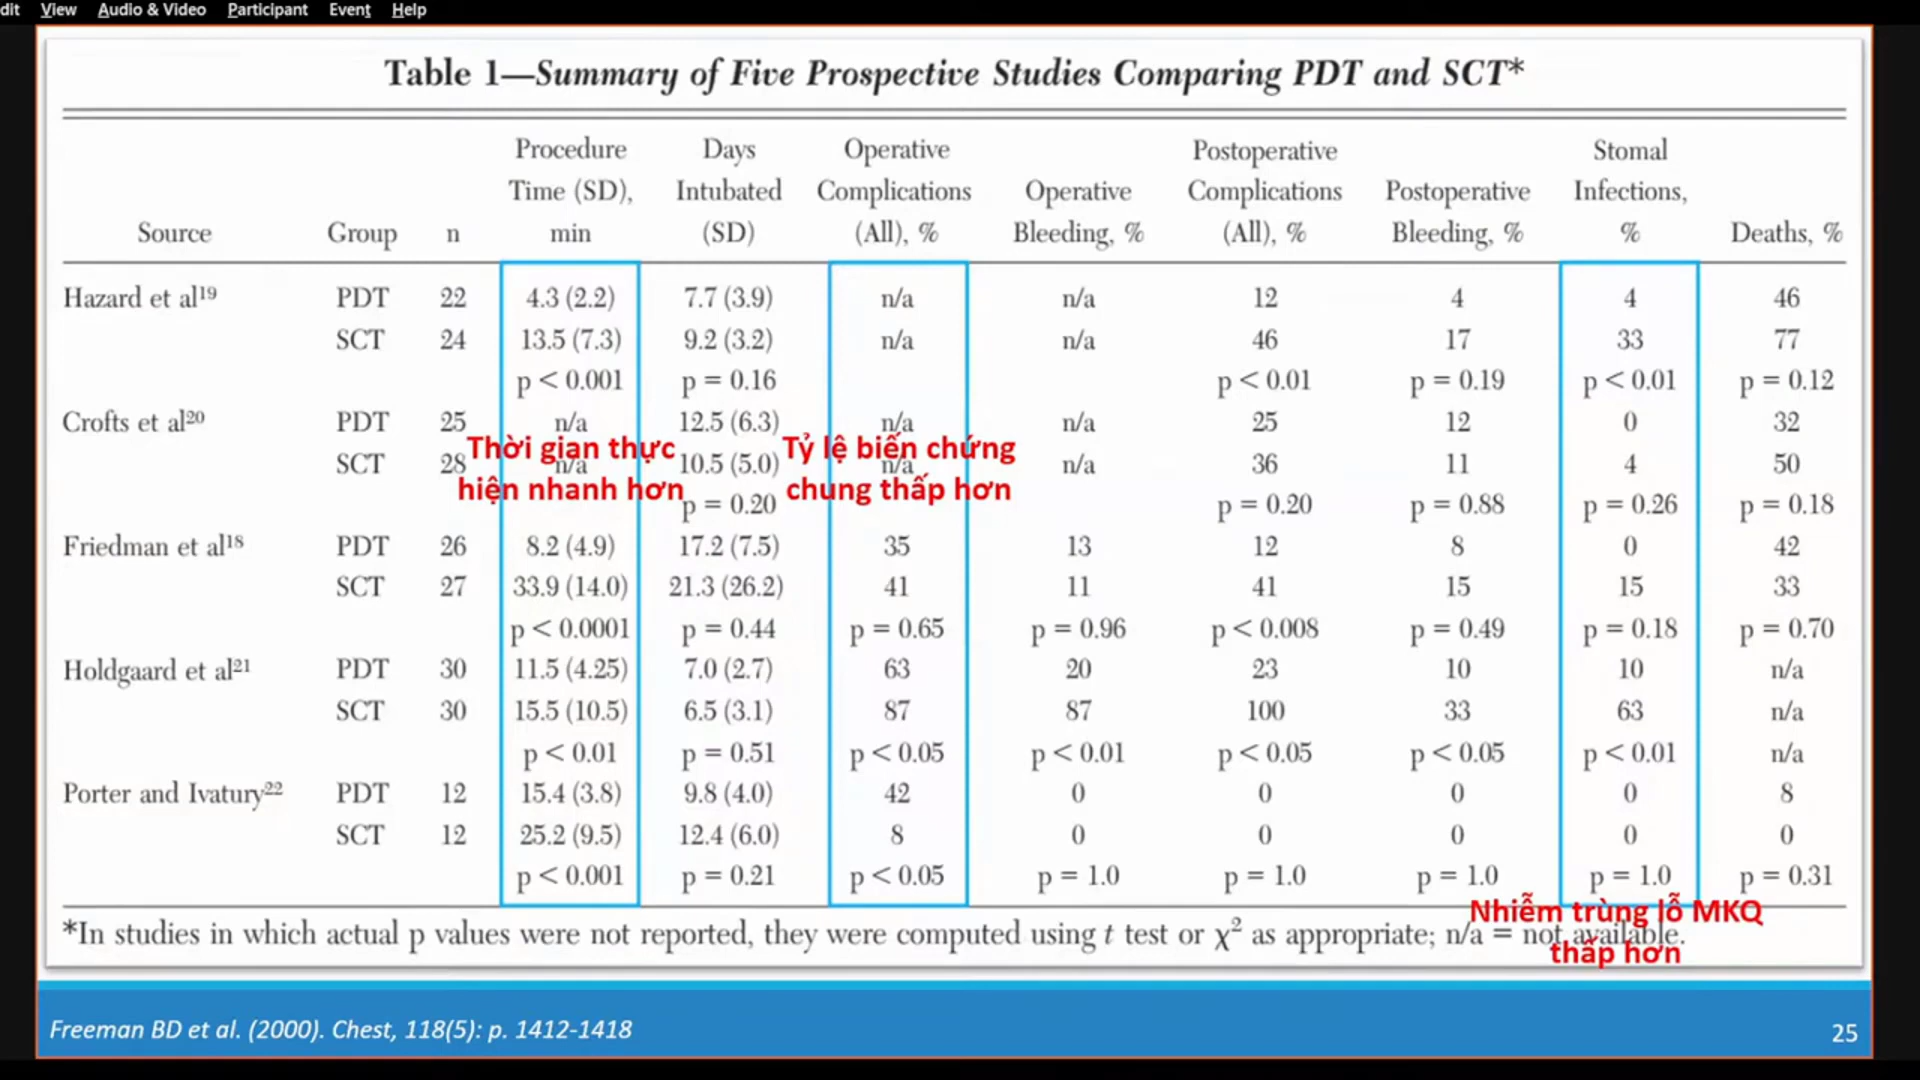 dit View Audio & Video Participant Event Help
Table 1—Summary of Five Prospective Studies Comparing PDT and SCT*
Procedure Days Operative Postoperative Stomal
Time (SD), Intubated Complications Operative Complications Postoperative Infections,
Source Group n min (SD) (All), % Bleeding, % (All), % Bleeding, % % Deaths, %
Hazard et al¹⁹ PDT 22 4.3 (2.2) 7.7 (3.9) n/a n/a 12 4 4 46
SCT 24 13.5 (7.3) 9.2 (3.2) n/a n/a 46 17 33 77
p < 0.001 p = 0.16 p < 0.01 p = 0.19 p < 0.01 p = 0.12
Crofts et al²⁰ PDT 25 n/a 12.5 (6.3) n/a n/a 25 12 0 32
Thời gian thực Tỷ lệ biến chứng
SCT 28 n/a 10.5 (5.0) n/a n/a 36 11 4 50
hiện nhanh hơn chung thấp hơn
p = 0.20 p = 0.20 p = 0.88 p = 0.26 p = 0.18
Friedman et al¹⁸ PDT 26 8.2 (4.9) 17.2 (7.5) 35 13 12 8 0 42
SCT 27 33.9 (14.0) 21.3 (26.2) 41 11 41 15 15 33
p < 0.0001 p = 0.44 p = 0.65 p = 0.96 p < 0.008 p = 0.49 p = 0.18 p = 0.70
Holdgaard et al²¹ PDT 30 11.5 (4.25) 7.0 (2.7) 63 20 23 10 10 n/a
SCT 30 15.5 (10.5) 6.5 (3.1) 87 87 100 33 63 n/a
p < 0.01 p = 0.51 p < 0.05 p < 0.01 p < 0.05 p < 0.05 p < 0.01 n/a
Porter and Ivatury²² PDT 12 15.4 (3.8) 9.8 (4.0) 42 0 0 0 0 8
SCT 12 25.2 (9.5) 12.4 (6.0) 8 0 0 0 0 0
p < 0.001 p = 0.21 p < 0.05 p = 1.0 p = 1.0 p = 1.0 p = 1.0 p = 0.31
Nhiễm trùng lỗ MKQ
*In studies in which actual p values were not reported, they were computed using t test or χ² as appropriate; n/a = not available.
thấp hơn
Freeman BD et al. (2000). Chest, 118(5): p. 1412-1418
25